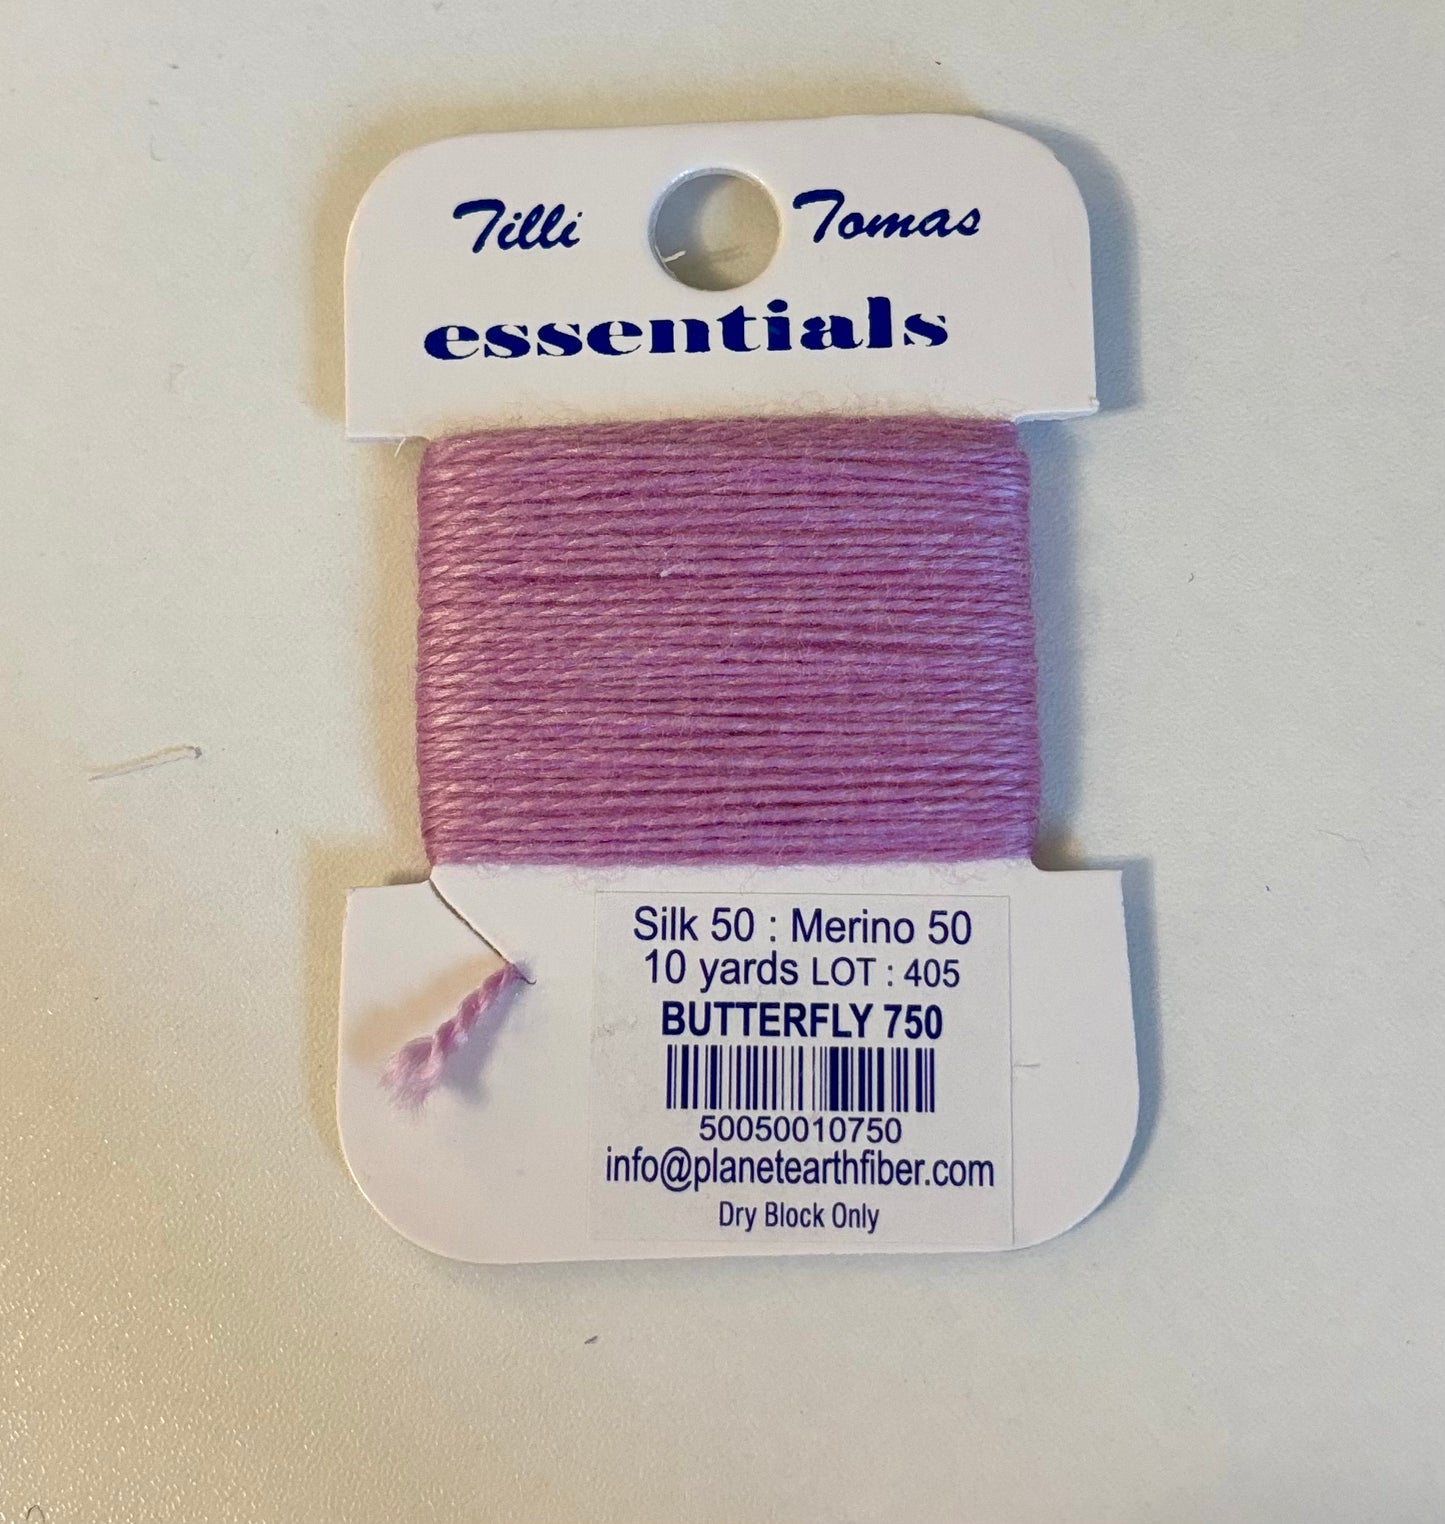 Tilli Tomas
essentials
Silk 50 : Merino 50
10 yards LOT : 405
BUTTERFLY 750
50050010750
info@planetearthfiber.com
Dry Block Only